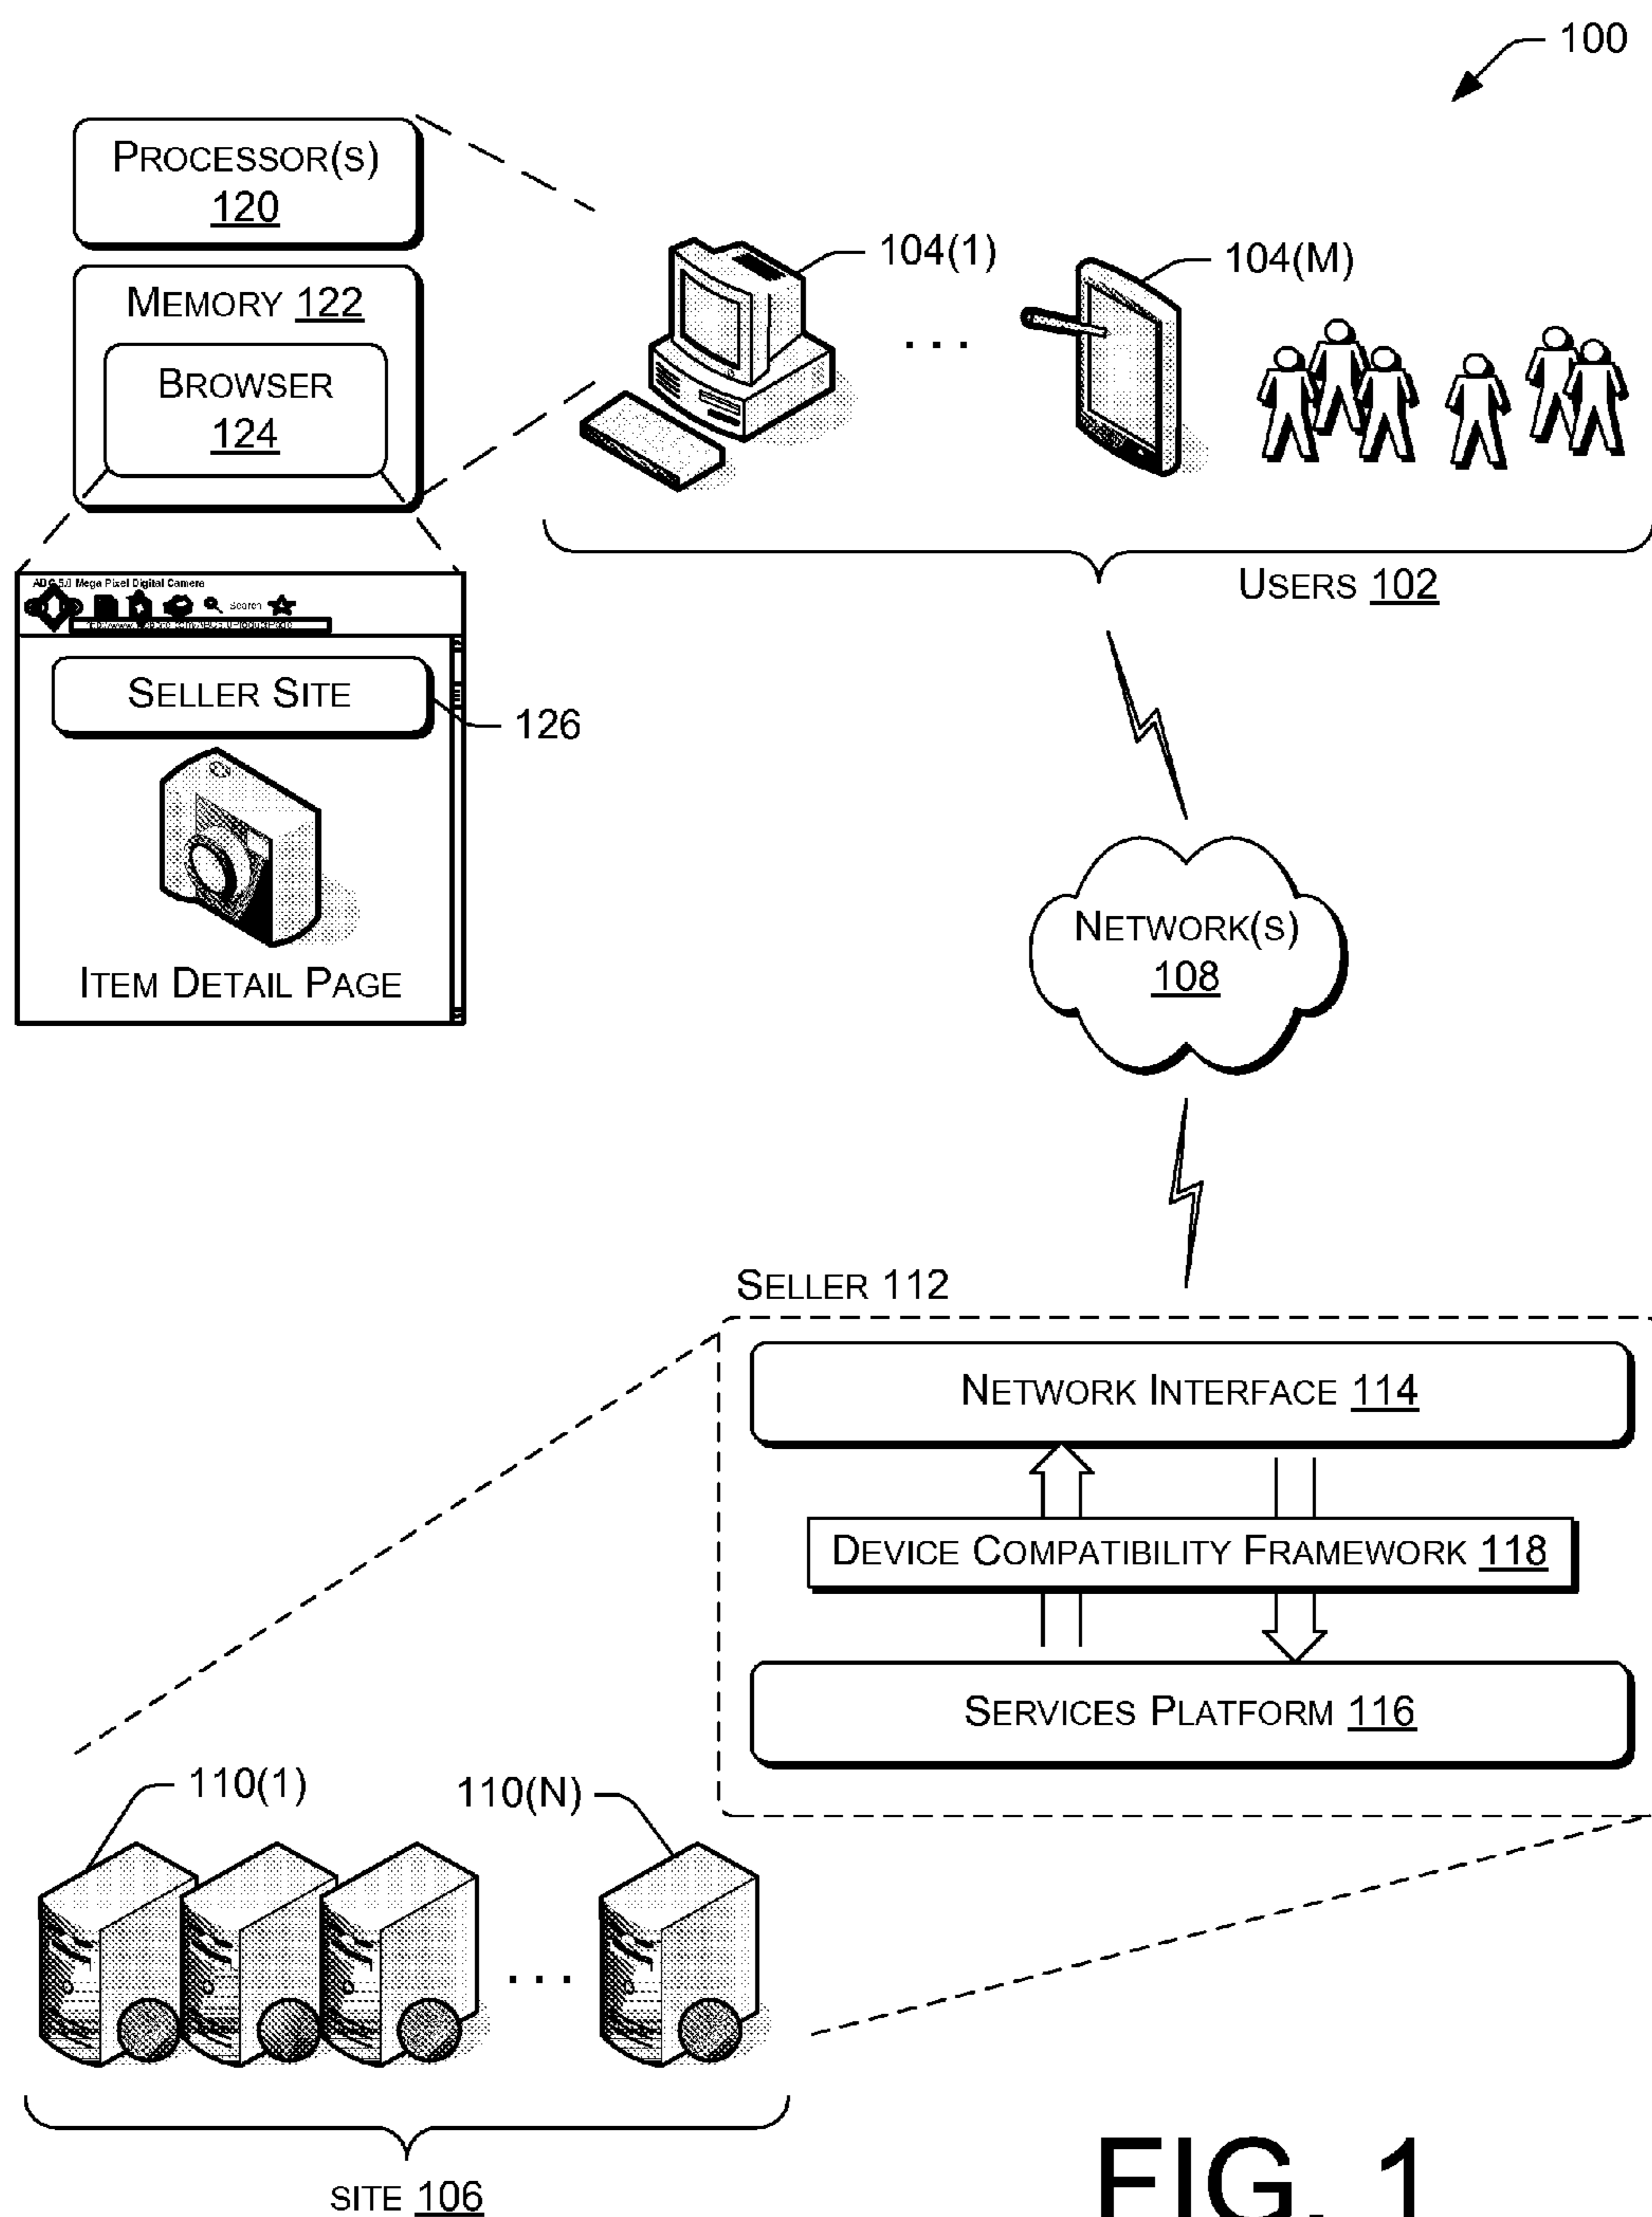 100
PROCESSOR(S)
120
MEMORY 122
BROWSER
124
104(1)
104(M)
...
USERS 102
Mega Pixel Digital Camera
Search
SELLER SITE
126
ITEM DETAIL PAGE
NETWORK(S)
108
SELLER 112
NETWORK INTERFACE 114
DEVICE COMPATIBILITY FRAMEWORK 118
SERVICES PLATFORM 116
110(1)
110(N)
...
SITE 106
FIG. 1